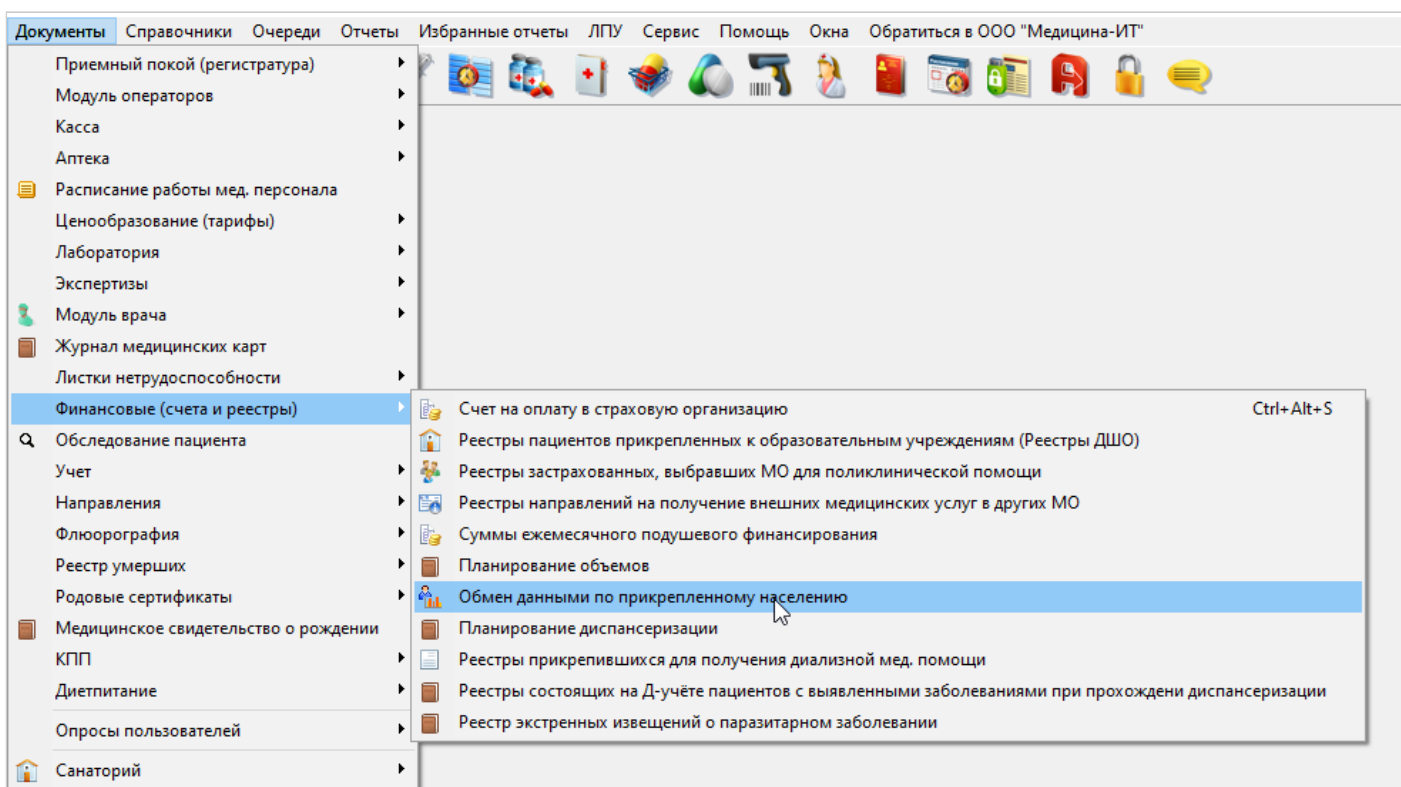 Документы Справочники Очереди Отчеты Избранные отчеты ЛПУ Сервис Помощь Окна Обратиться в ООО "Медицина-ИТ"
Приемный покой (регистратура)
Модуль операторов
Касса
Аптека
Расписание работы мед. персонала
Ценообразование (тарифы)
Лаборатория
Экспертизы
Модуль врача
Журнал медицинских карт
Листки нетрудоспособности
Финансовые (счета и реестры)
Обследование пациента
Учет
Направления
Флюорография
Реестр умерших
Родовые сертификаты
Медицинское свидетельство о рождении
КПП
Диетпитание
Опросы пользователей
Санаторий
Счет на оплату в страховую организацию Ctrl+Alt+S
Реестры пациентов прикрепленных к образовательным учреждениям (Реестры ДШО)
Реестры застрахованных, выбравших МО для поликлинической помощи
Реестры направлений на получение внешних медицинских услуг в других МО
Суммы ежемесячного подушевого финансирования
Планирование объемов
Обмен данными по прикрепленному населению
Планирование диспансеризации
Реестры прикрепившихся для получения диализной мед. помощи
Реестры состоящих на Д-учёте пациентов с выявленными заболеваниями при прохождени диспансеризации
Реестр экстренных извещений о паразитарном заболевании